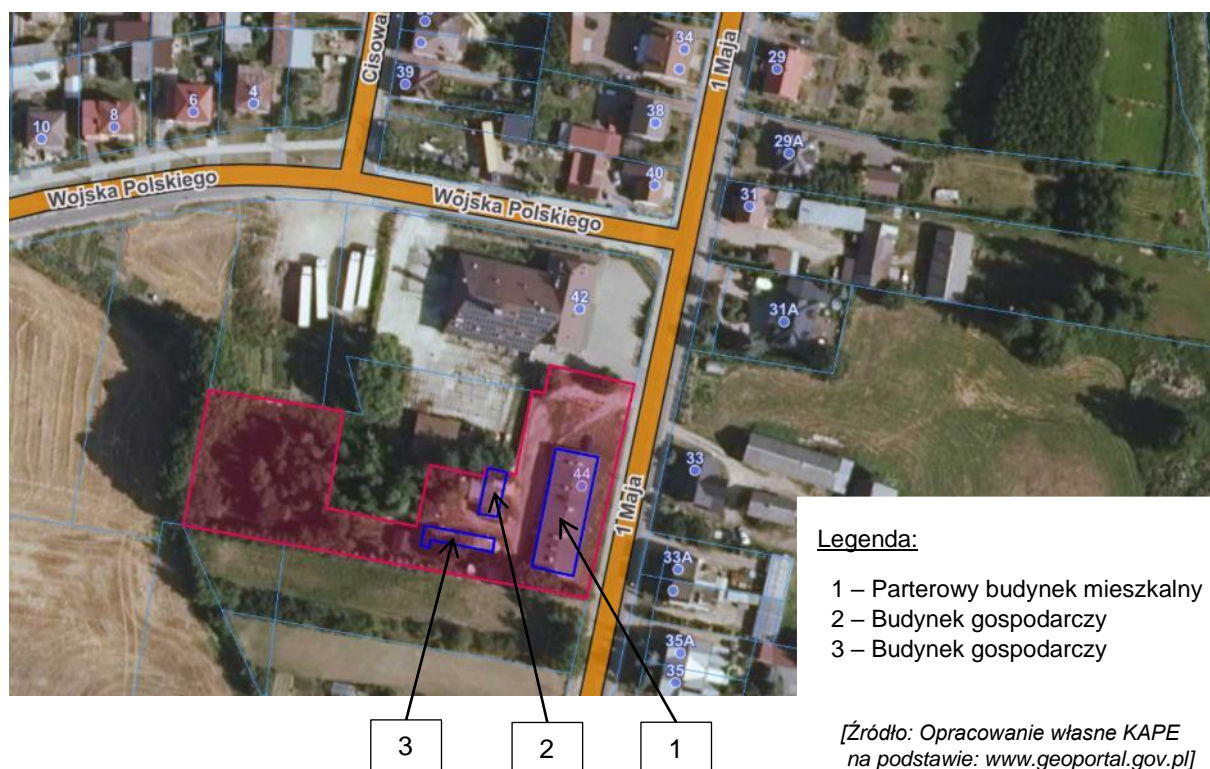 Cisowa
39
34
1 Maja
29
10
8
6
4
38
29A
Wojska Polskiego
Wojska Polskiego
40
31
42
31A
44
33
1 Maja
33A
35A
35
Legenda:
1 – Parterowy budynek mieszkalny
2 – Budynek gospodarczy
3 – Budynek gospodarczy
3
2
1
[Źródło: Opracowanie własne KAPE
na podstawie: www.geoportal.gov.pl]